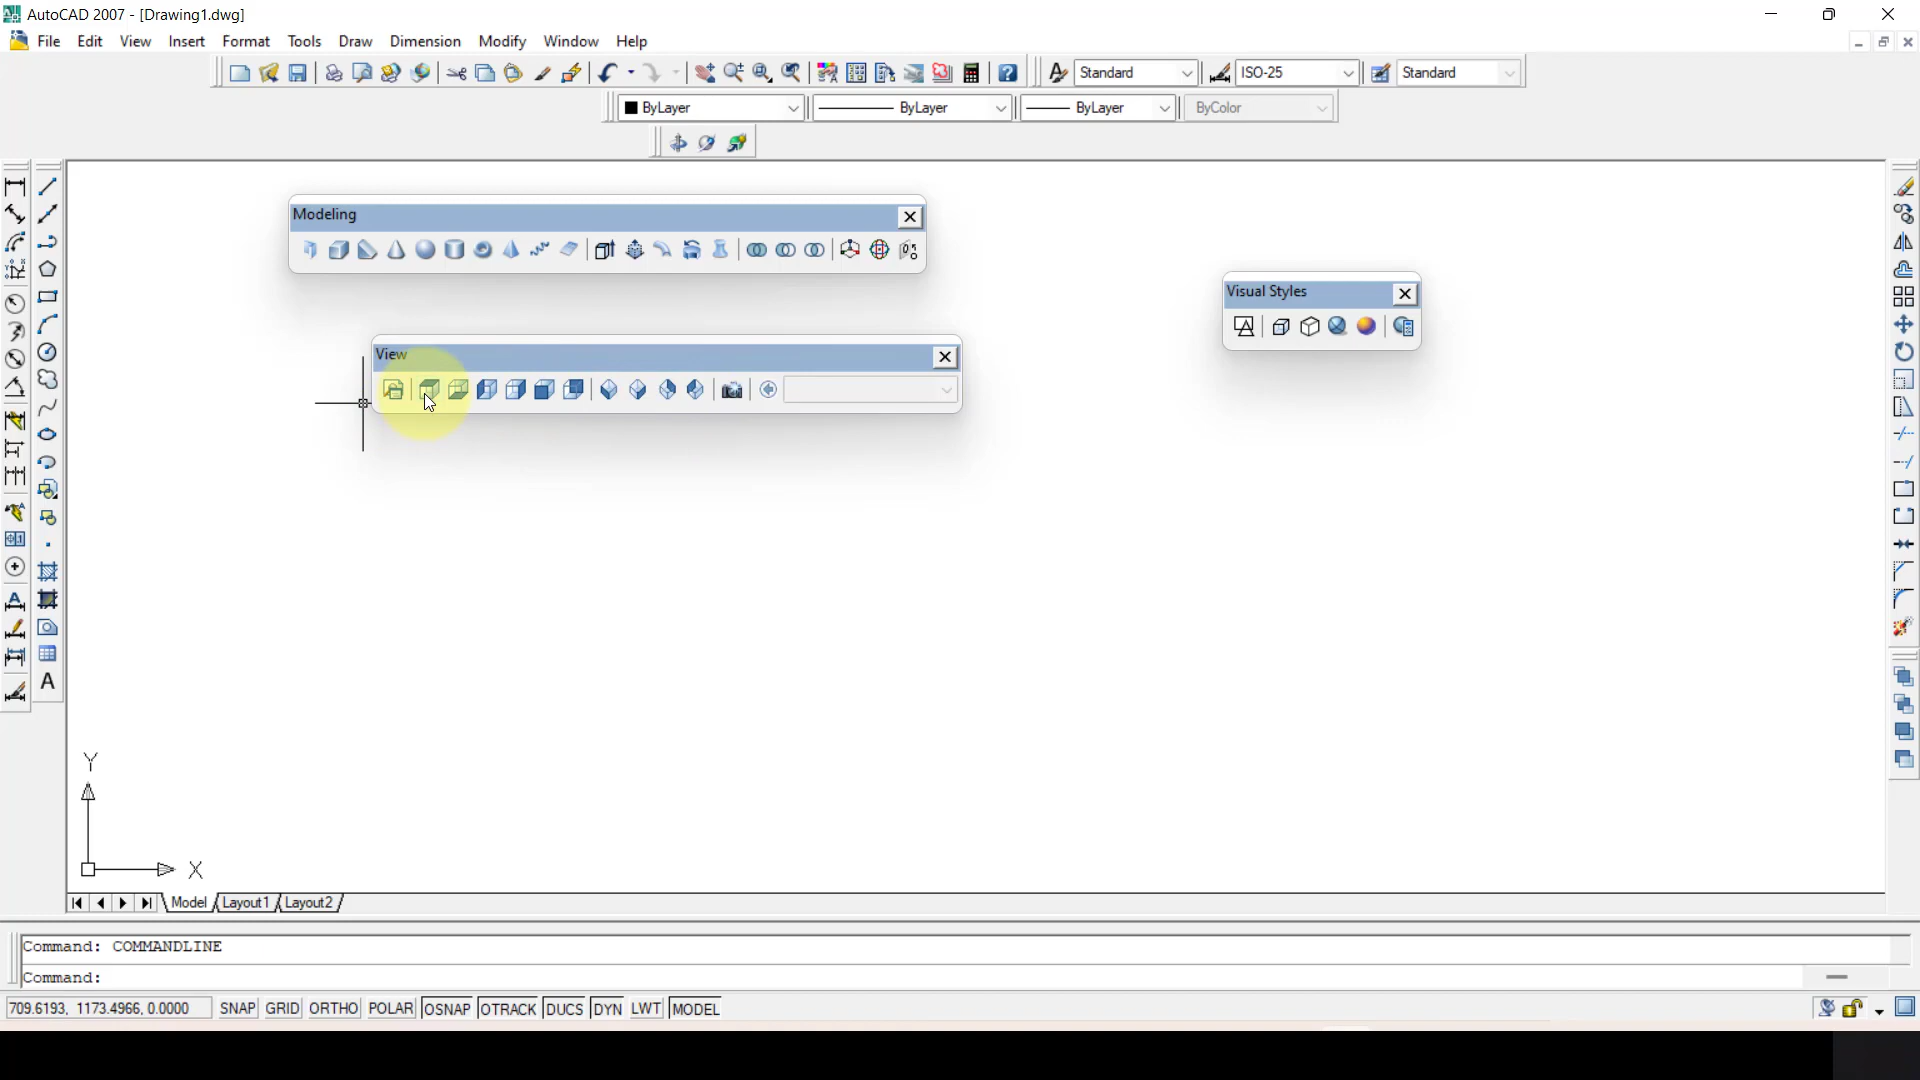 AutoCAD 2007 - [Drawing1.dwg]
File Edit View Insert Format Tools Draw Dimension Modify Window Help
Standard ISO-25 Standard
ByLayer ByLayer ByLayer ByColor
Modeling
Visual Styles
View
Y
X
Model Layout1 Layout2
Command: COMMANDLINE
Command:
709.6193, 1173.4966, 0.0000 SNAP GRID ORTHO POLAR OSNAP OTRACK DUCS DYN LWT MODEL